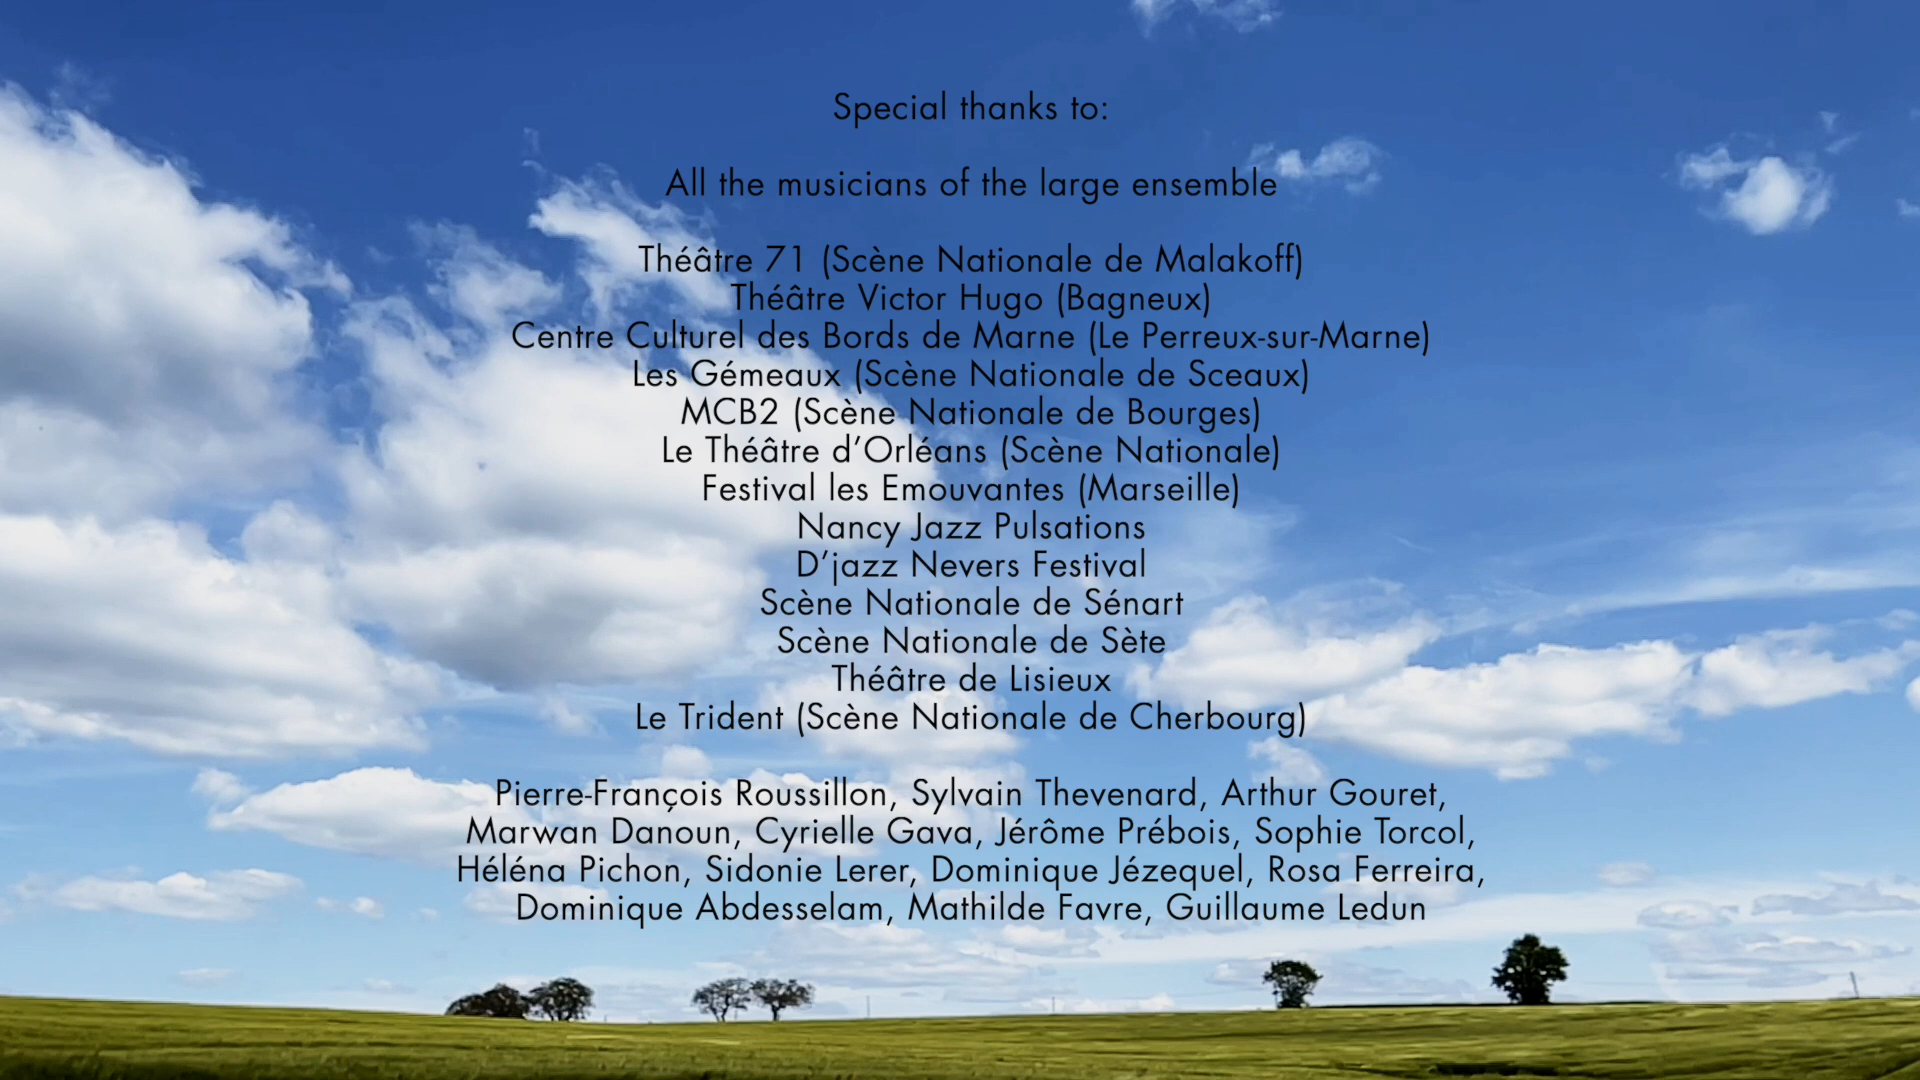 Special thanks to:
All the musicians of the large ensemble
Théâtre 71 (Scène Nationale de Malakoff)
Théâtre Victor Hugo (Bagneux)
Centre Culturel des Bords de Marne (Le Perreux-sur-Marne)
Les Gémeaux (Scène Nationale de Sceaux)
MCB2 (Scène Nationale de Bourges)
Le Théâtre d’Orléans (Scène Nationale)
Festival les Emouvantes (Marseille)
Nancy Jazz Pulsations
D’jazz Nevers Festival
Scène Nationale de Sénart
Scène Nationale de Sète
Théâtre de Lisieux
Le Trident (Scène Nationale de Cherbourg)
Pierre-François Roussillon, Sylvain Thevenard, Arthur Gouret,
Marwan Danoun, Cyrielle Gava, Jérôme Prébois, Sophie Torcol,
Héléna Pichon, Sidonie Lerer, Dominique Jézequel, Rosa Ferreira,
Dominique Abdesselam, Mathilde Favre, Guillaume Ledun